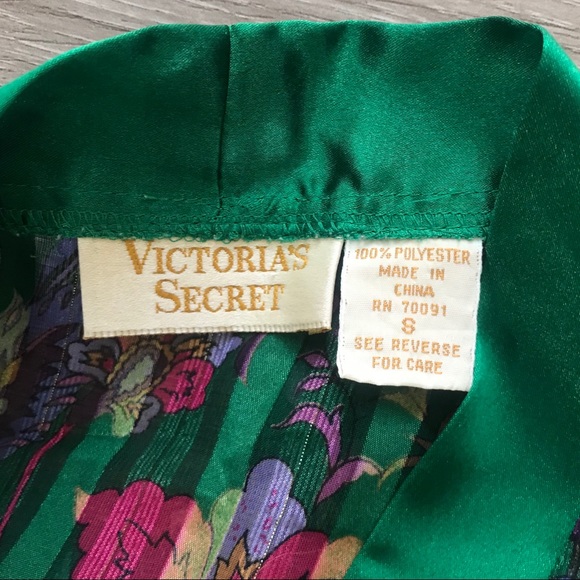 VICTORIA'S
SECRET
100% POLYESTER
MADE IN
CHINA
RN 70091
S
SEE REVERSE
FOR CARE